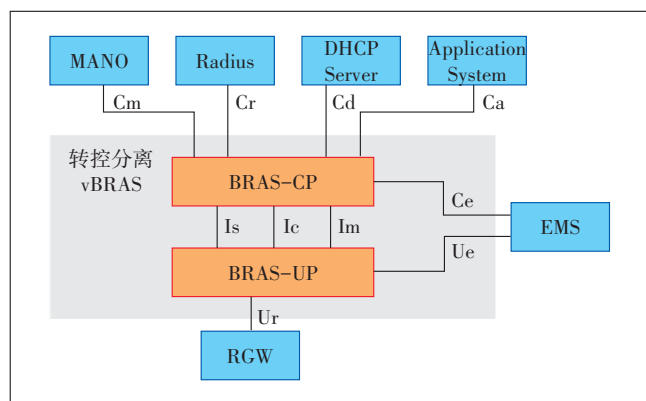 MANO
Radius
DHCP
Server
Application
System
Cm
Cr
Cd
Ca
转控分离
vBRAS
BRAS-CP
Ce
Is
Ic
Im
EMS
BRAS-UP
Ue
Ur
RGW